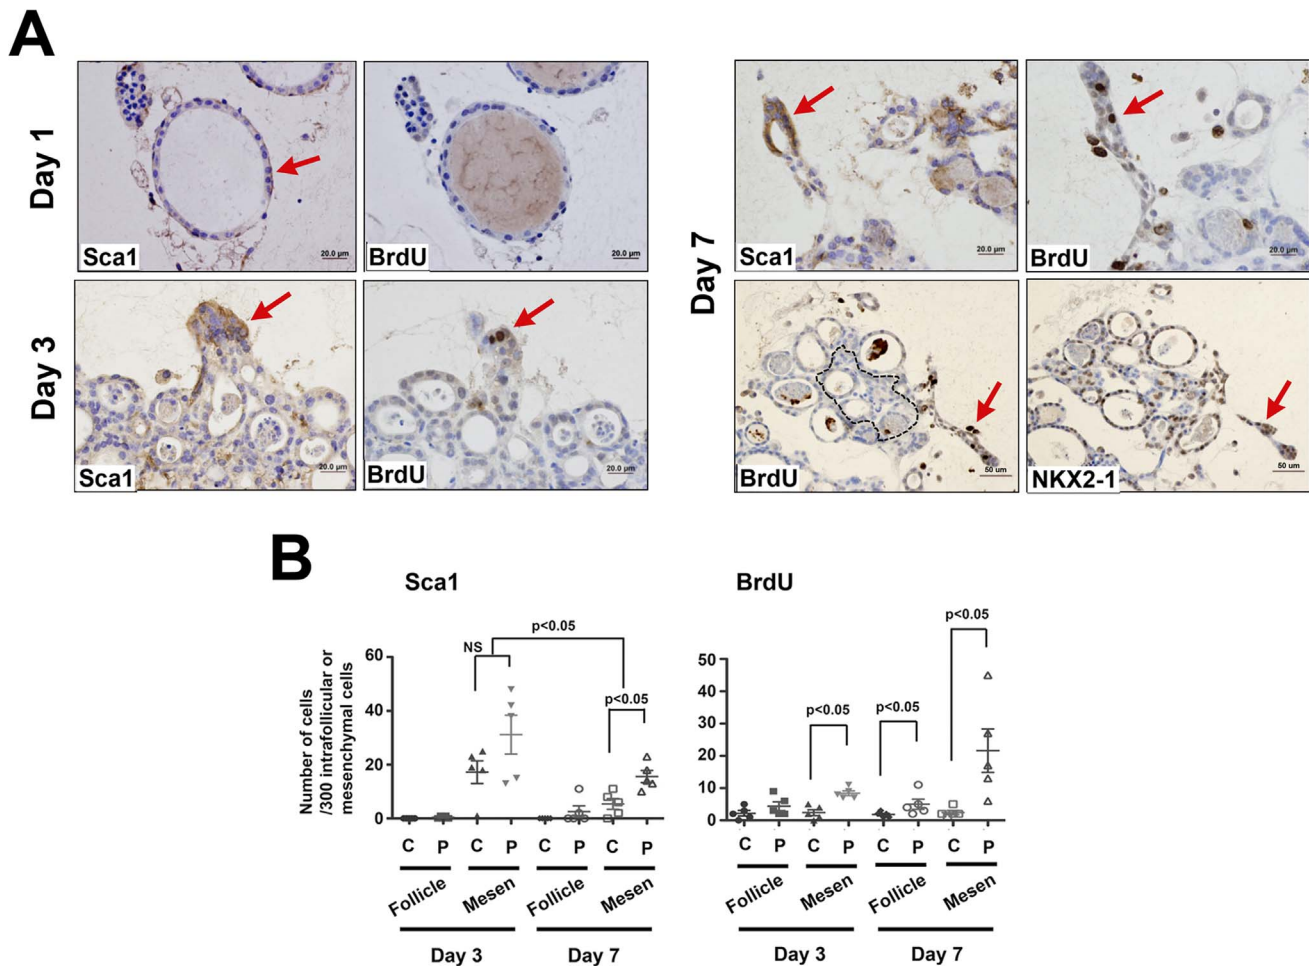 A
Day 1
Sca1
20.0 µm
BrdU
20.0 µm
Day 3
Sca1
20.0 µm
BrdU
20.0 µm
Day 7
Sca1
20.0 µm
BrdU
20.0 µm
BrdU
50 um
NKX2-1
50 um
B
Sca1
Number of cells
/300 intrafollicular or
mesenchymal cells
60
40
20
0
NS
p<0.05
p<0.05
C P C P C P C P
Follicle Mesen Follicle Mesen
Day 3 Day 7
BrdU
50
40
30
20
10
0
p<0.05
p<0.05
p<0.05
C P C P C P C P
Follicle Mesen Follicle Mesen
Day 3 Day 7